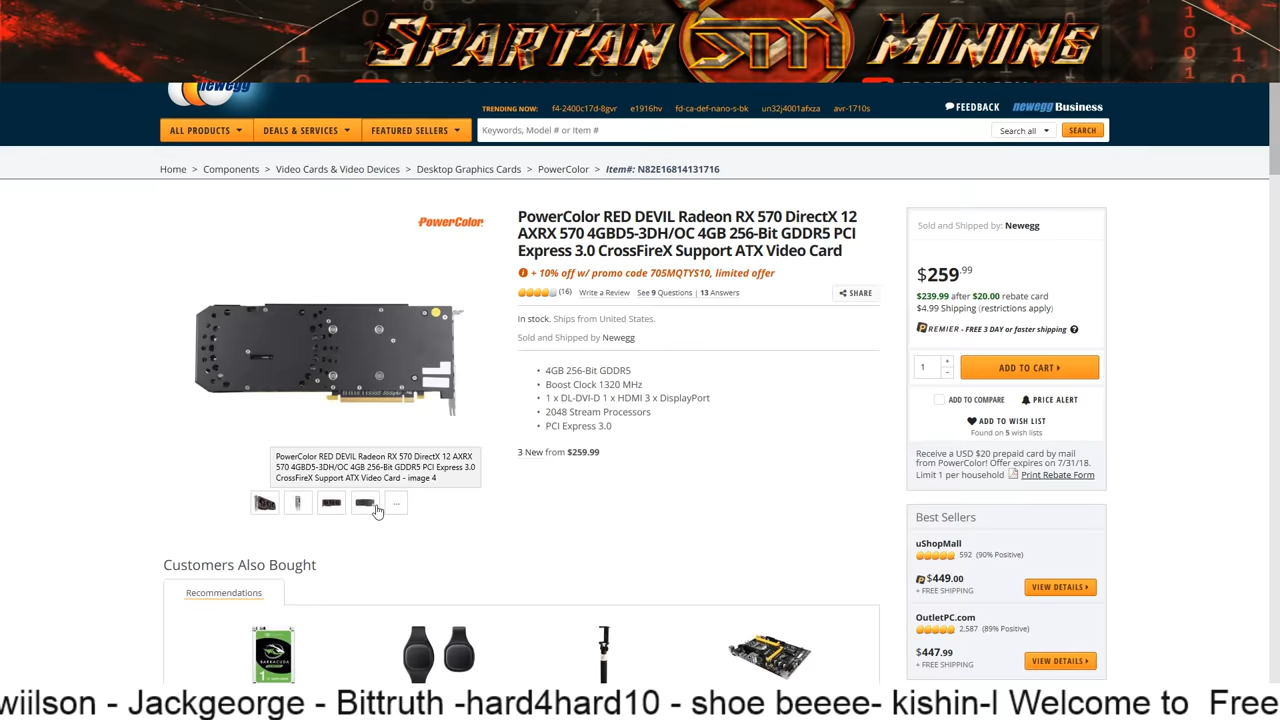 SPARTAN SM MINING
newegg
TRENDING NOW: f4-2400c17d-8gvr e1916hv fd-ca-def-nano-s-bk un32j4001afxza avr-1710s
FEEDBACK newegg Business
ALL PRODUCTS DEALS & SERVICES FEATURED SELLERS Keywords, Model # or Item # Search all SEARCH
Home > Components > Video Cards & Video Devices > Desktop Graphics Cards > PowerColor > Item#: N82E16814131716
POWERCOLOR
PowerColor RED DEVIL Radeon RX 570 DirectX 12
AXRX 570 4GBD5-3DH/OC 4GB 256-Bit GDDR5 PCI
Express 3.0 CrossFireX Support ATX Video Card
+ 10% off w/ promo code 705MQTYS10, limited offer
(16) Write a Review See 9 Questions | 13 Answers SHARE
In stock. Ships from United States.
Sold and Shipped by Newegg
• 4GB 256-Bit GDDR5
• Boost Clock 1320 MHz
• 1 x DL-DVI-D 1 x HDMI 3 x DisplayPort
• 2048 Stream Processors
• PCI Express 3.0
3 New from $259.99
PowerColor RED DEVIL Radeon RX 570 DirectX 12 AXRX
570 4GBD5-3DH/OC 4GB 256-Bit GDDR5 PCI Express 3.0
CrossFireX Support ATX Video Card - image 4
...
Sold and Shipped by: Newegg
$259.99
$239.99 after $20.00 rebate card
$4.99 Shipping (restrictions apply)
PREMIER - FREE 3 DAY or faster shipping ?
1 ADD TO CART
ADD TO COMPARE PRICE ALERT
ADD TO WISH LIST
Found on 5 wish lists
Receive a USD $20 prepaid card by mail
from PowerColor! Offer expires on 7/31/18.
Limit 1 per household Print Rebate Form
Best Sellers
uShopMall
592 (90% Positive)
$449.00
+ FREE SHIPPING
VIEW DETAILS
OutletPC.com
2,587 (89% Positive)
$447.99
+ FREE SHIPPING
VIEW DETAILS
Customers Also Bought
Recommendations
BARRACUDA
1
wiilson - Jackgeorge - Bittruth -hard4hard10 - shoe beeee- kishin-l Welcome to Free